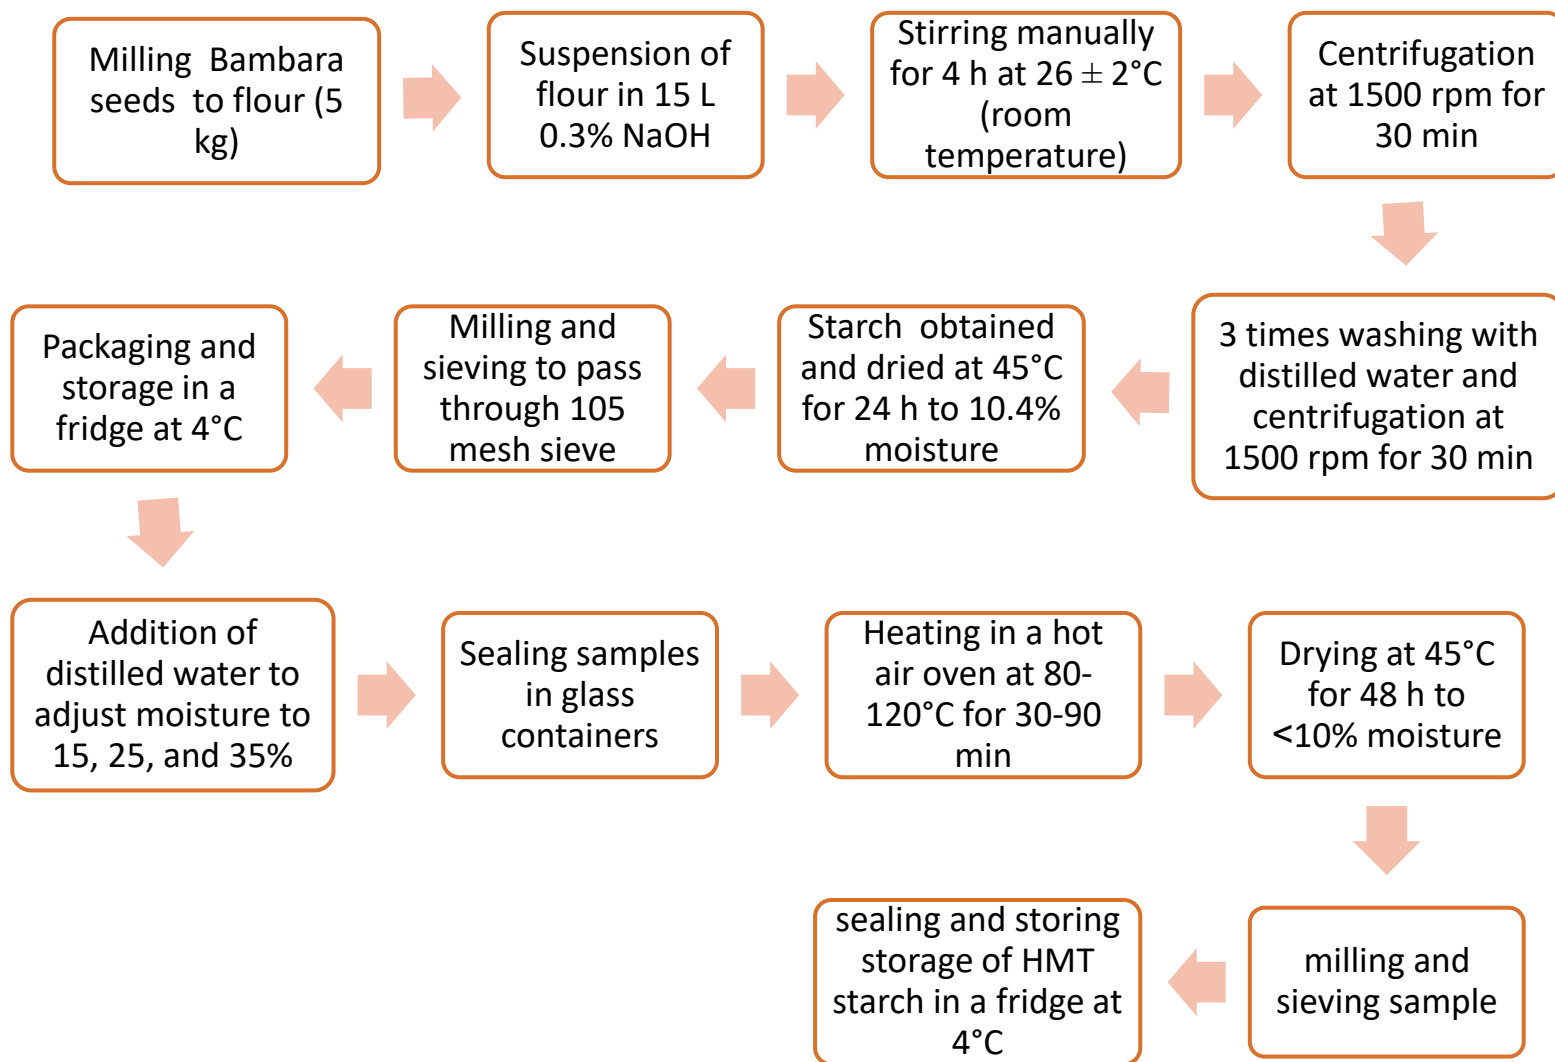 Milling Bambara
seeds to flour (5
kg)
Suspension of
flour in 15 L
0.3% NaOH
Stirring manually
for 4 h at 26 ± 2°C
(room
temperature)
Centrifugation
at 1500 rpm for
30 min
3 times washing with
distilled water and
centrifugation at
1500 rpm for 30 min
Starch obtained
and dried at 45°C
for 24 h to 10.4%
moisture
Milling and
sieving to pass
through 105
mesh sieve
Packaging and
storage in a
fridge at 4°C
Addition of
distilled water to
adjust moisture to
15, 25, and 35%
Sealing samples
in glass
containers
Heating in a hot
air oven at 80-
120°C for 30-90
min
Drying at 45°C
for 48 h to
<10% moisture
milling and
sieving sample
sealing and storing
storage of HMT
starch in a fridge at
4°C